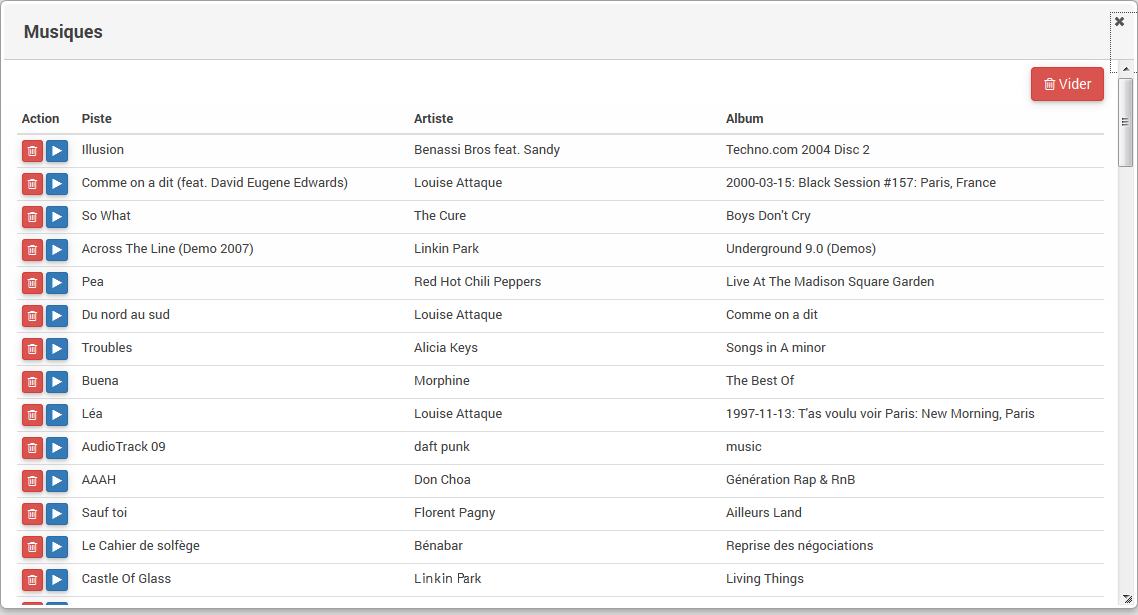 Musiques
Vider
Action Piste Artiste Album
Illusion Benassi Bros feat. Sandy Techno.com 2004 Disc 2
Comme on a dit (feat. David Eugene Edwards) Louise Attaque 2000-03-15: Black Session #157: Paris, France
So What The Cure Boys Don't Cry
Across The Line (Demo 2007) Linkin Park Underground 9.0 (Demos)
Pea Red Hot Chili Peppers Live At The Madison Square Garden
Du nord au sud Louise Attaque Comme on a dit
Troubles Alicia Keys Songs in A minor
Buena Morphine The Best Of
Léa Louise Attaque 1997-11-13: T'as voulu voir Paris: New Morning, Paris
AudioTrack 09 daft punk music
AAAH Don Choa Génération Rap & RnB
Sauf toi Florent Pagny Ailleurs Land
Le Cahier de solfège Bénabar Reprise des négociations
Castle Of Glass Linkin Park Living Things